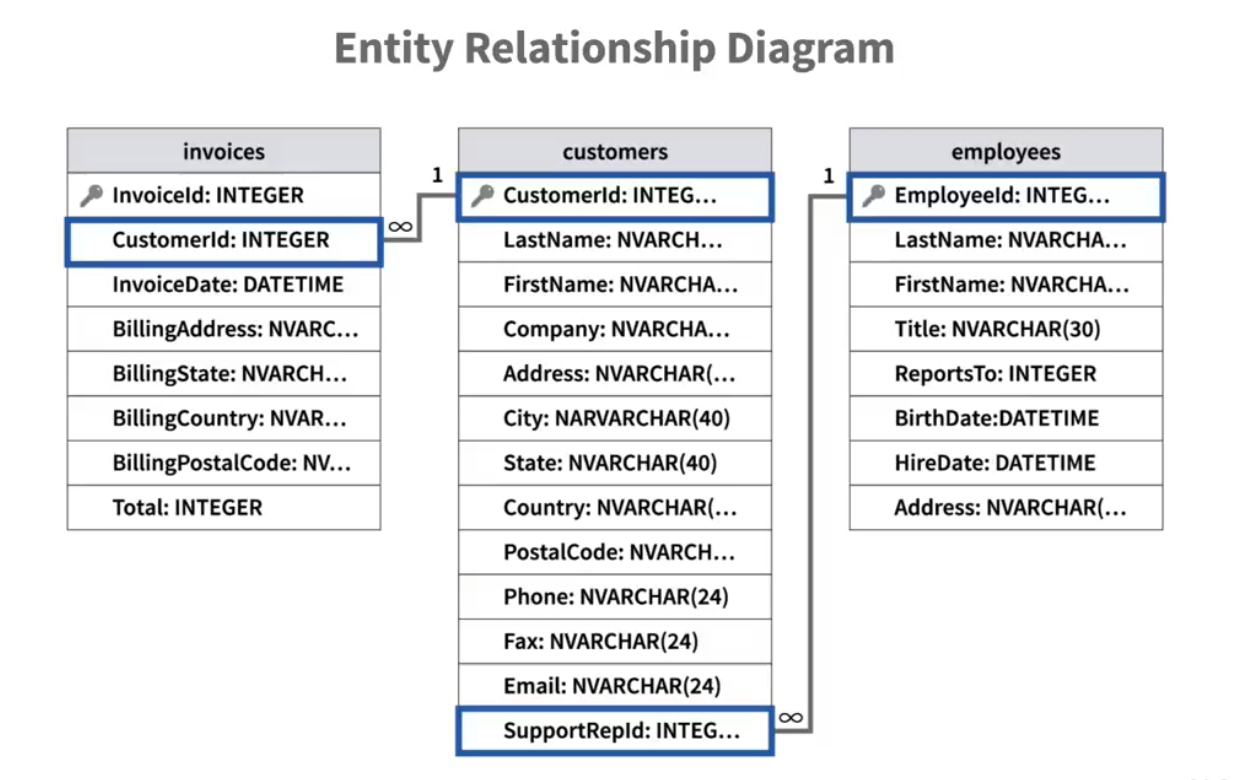 Entity Relationship Diagram
invoices
InvoiceId: INTEGER
CustomerId: INTEGER
InvoiceDate: DATETIME
BillingAddress: NVARC...
BillingState: NVARCH...
BillingCountry: NVAR...
BillingPostalCode: NV...
Total: INTEGER
∞
1
customers
CustomerId: INTEG...
LastName: NVARCH...
FirstName: NVARCHA...
Company: NVARCHA...
Address: NVARCHAR(...
City: NARVARCHAR(40)
State: NVARCHAR(40)
Country: NVARCHAR(...
PostalCode: NVARCH...
Phone: NVARCHAR(24)
Fax: NVARCHAR(24)
Email: NVARCHAR(24)
SupportRepId: INTEG...
∞
1
employees
EmployeeId: INTEG...
LastName: NVARCHA...
FirstName: NVARCHA...
Title: NVARCHAR(30)
ReportsTo: INTEGER
BirthDate:DATETIME
HireDate: DATETIME
Address: NVARCHAR(...